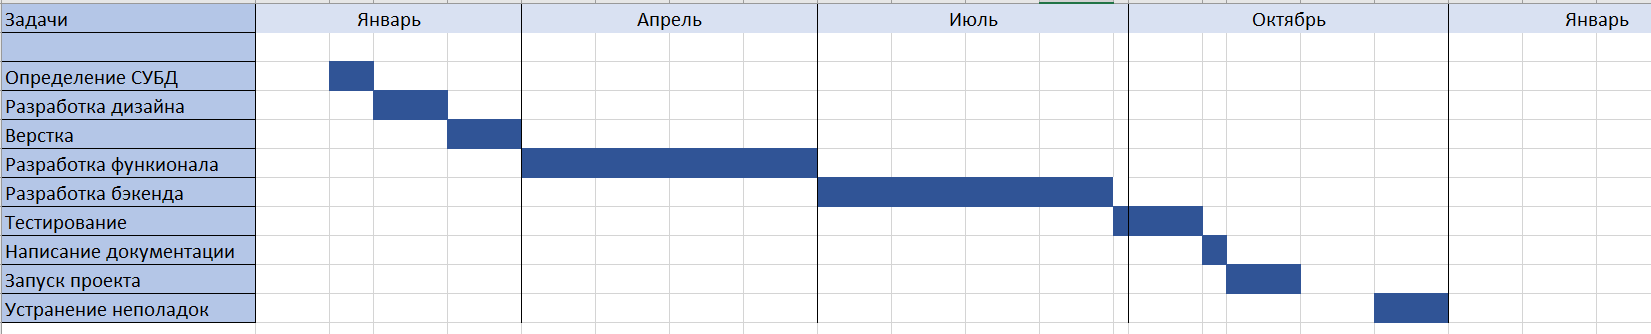 Задачи Январь Апрель Июль Октябрь Январь
Определение СУБД
Разработка дизайна
Верстка
Разработка функионала
Разработка бэкенда
Тестирование
Написание документации
Запуск проекта
Устранение неполадок